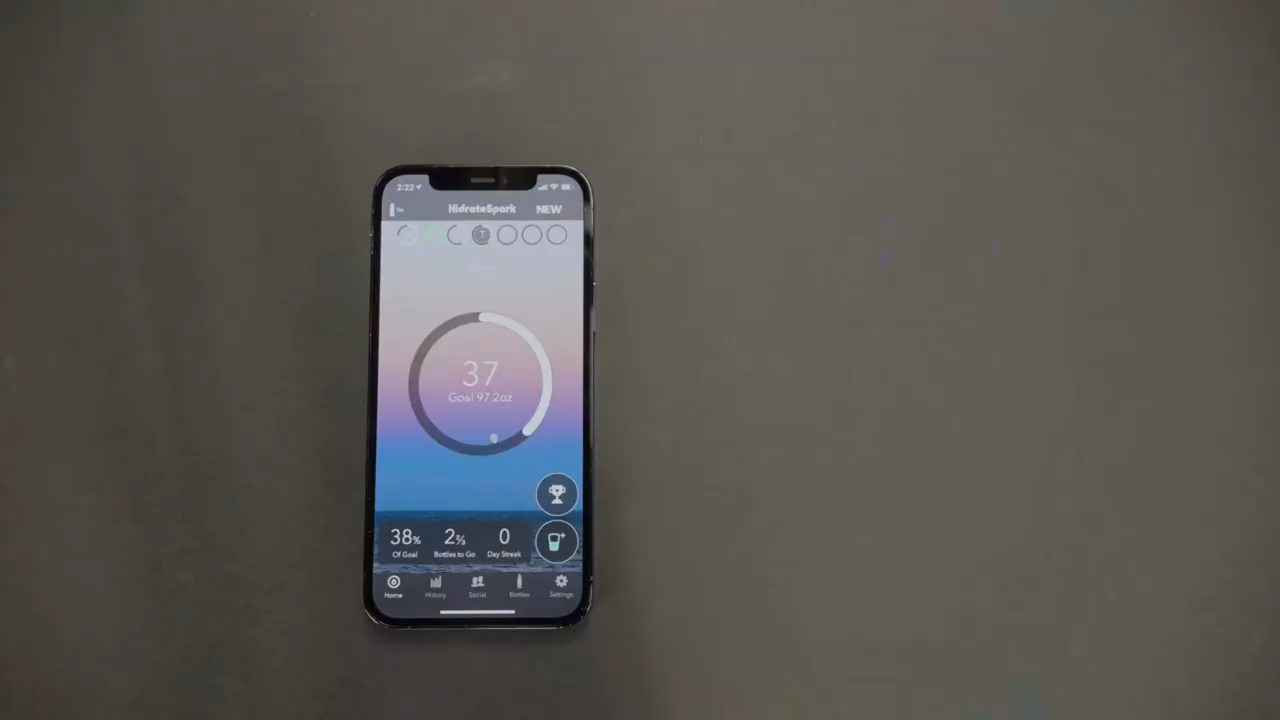 2:22
HidrateSpark NEW
T
37
Goal 97.2oz
38% 2⅔ 0
Of Goal Bottles to Go Day Streak
Home History Social Bottles Settings